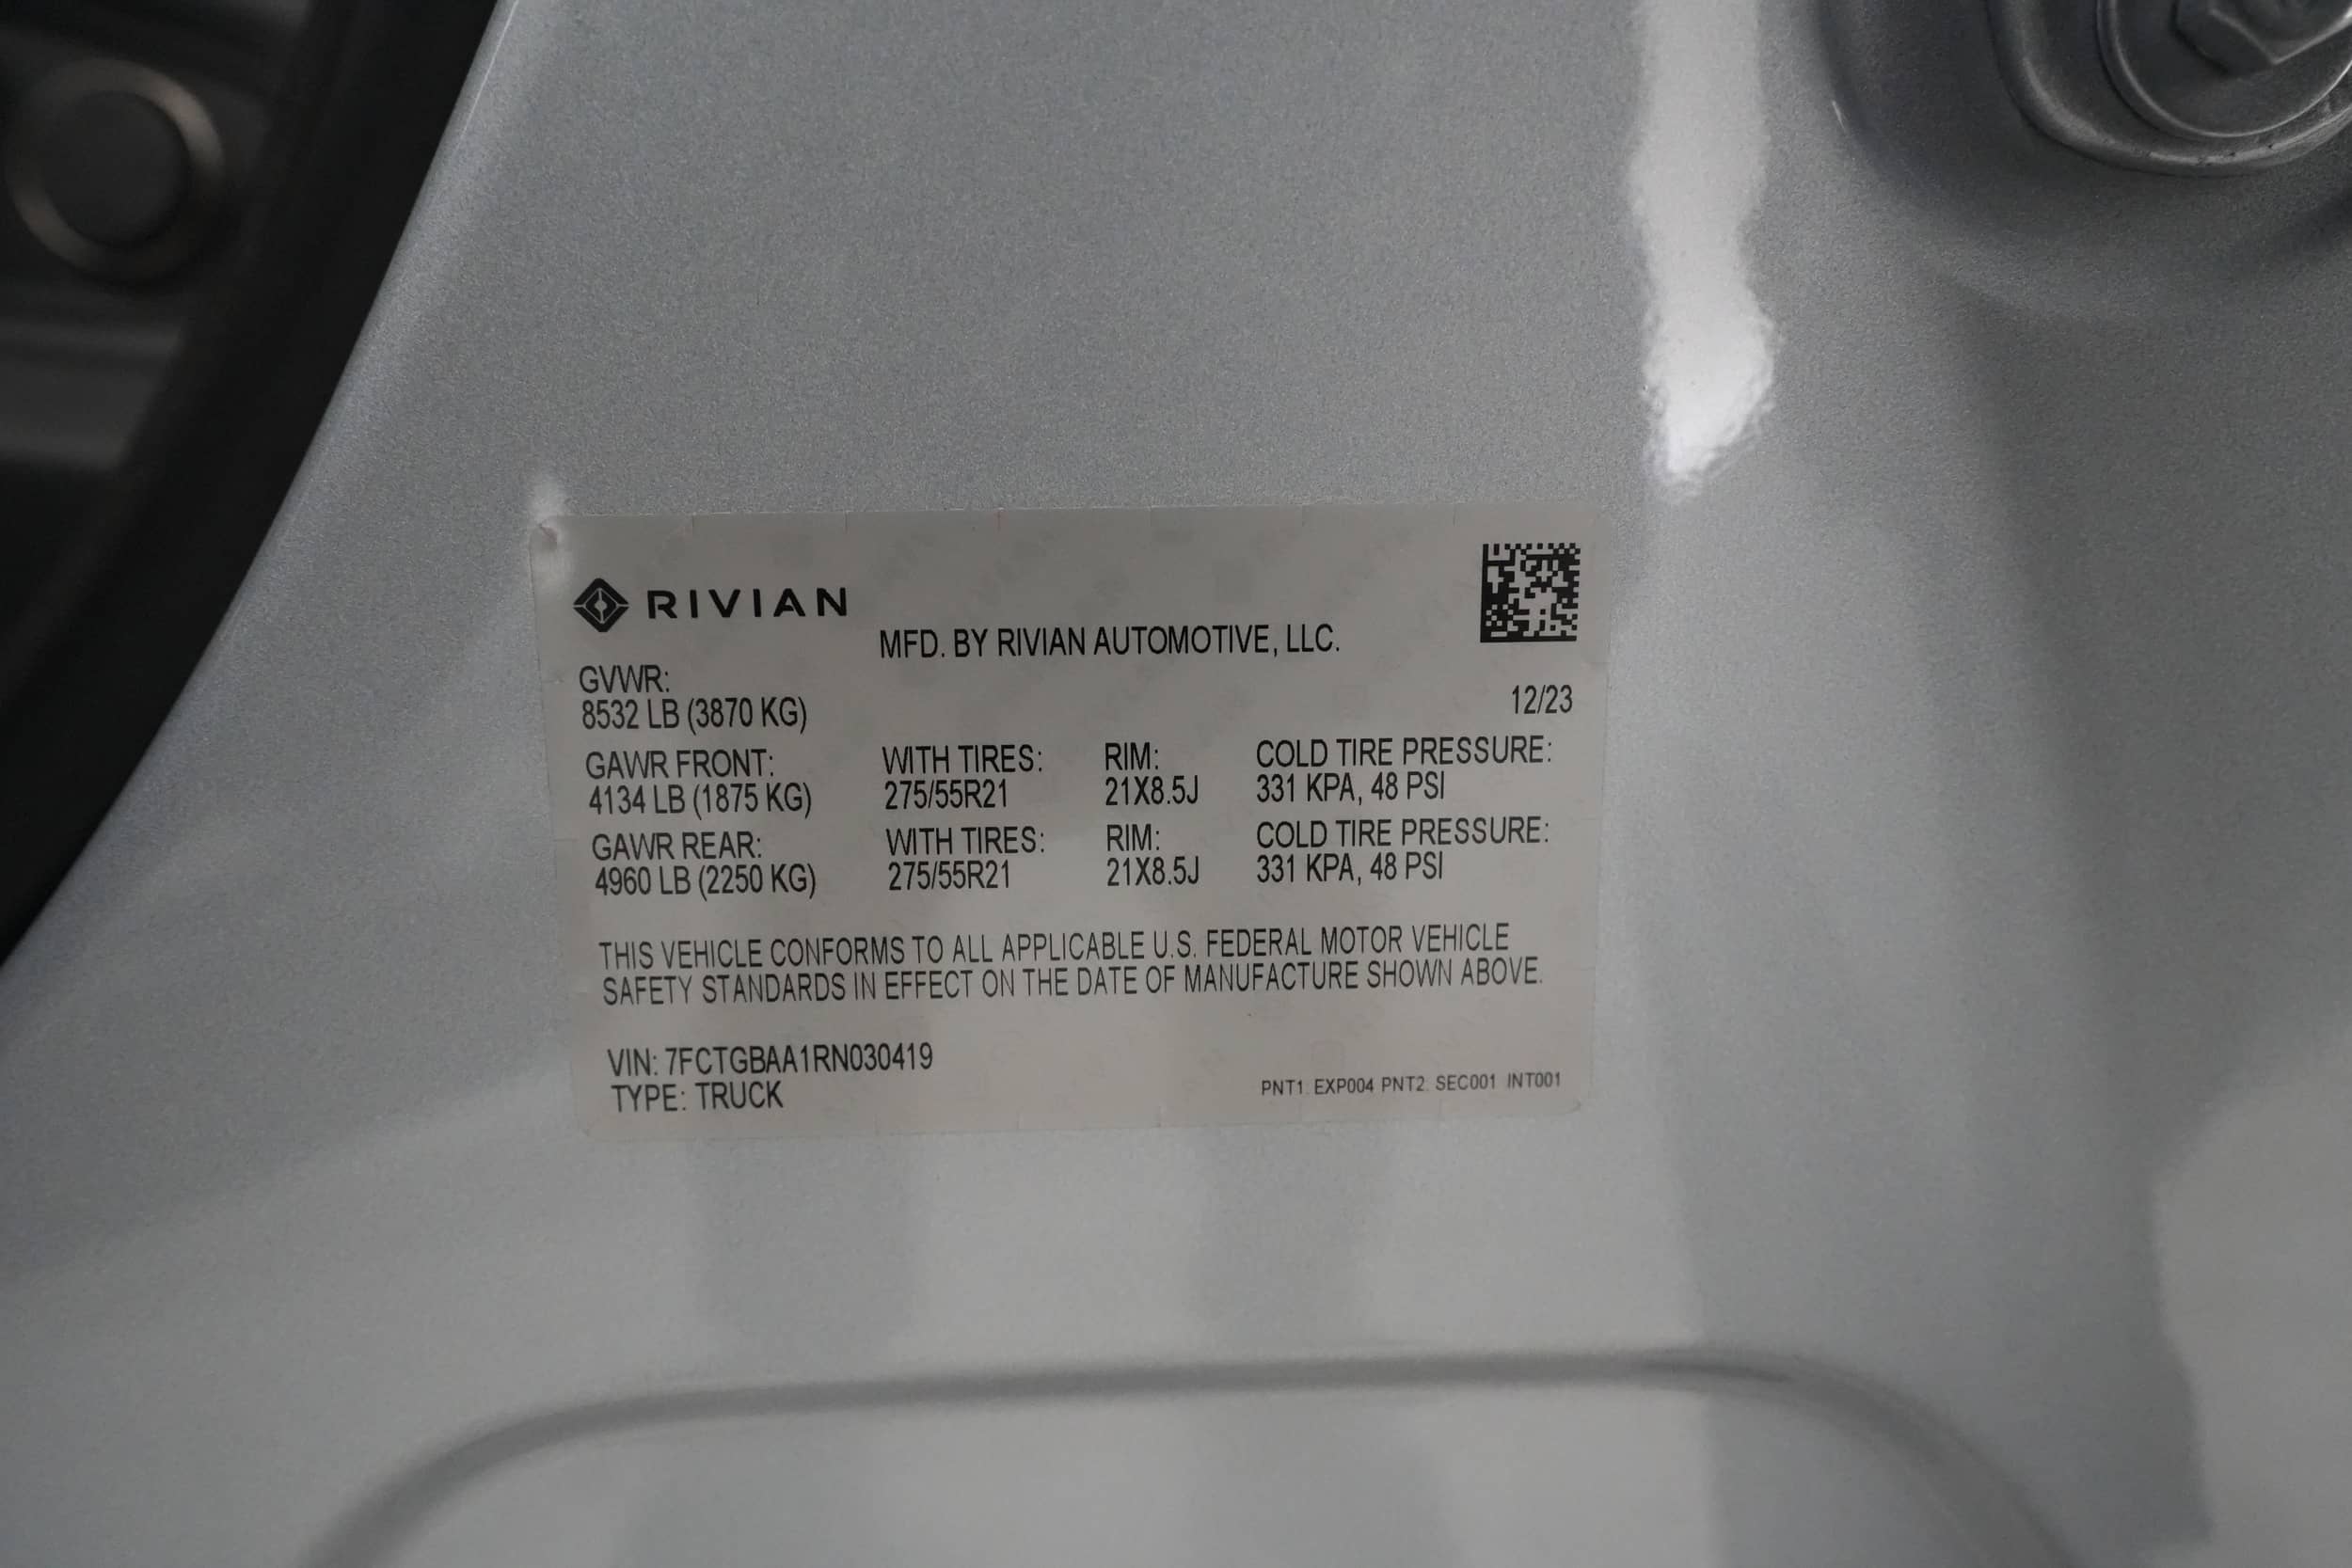 RIVIAN
MFD. BY RIVIAN AUTOMOTIVE, LLC.
GVWR:
8532 LB (3870 KG)
12/23
GAWR FRONT: WITH TIRES: RIM: COLD TIRE PRESSURE:
4134 LB (1875 KG) 275/55R21 21X8.5J 331 KPA, 48 PSI
GAWR REAR: WITH TIRES: RIM: COLD TIRE PRESSURE:
4960 LB (2250 KG) 275/55R21 21X8.5J 331 KPA, 48 PSI
THIS VEHICLE CONFORMS TO ALL APPLICABLE U.S. FEDERAL MOTOR VEHICLE
SAFETY STANDARDS IN EFFECT ON THE DATE OF MANUFACTURE SHOWN ABOVE.
VIN: 7FCTGBAA1RN030419
TYPE: TRUCK
PNT1: EXP004 PNT2: SEC001 INT001